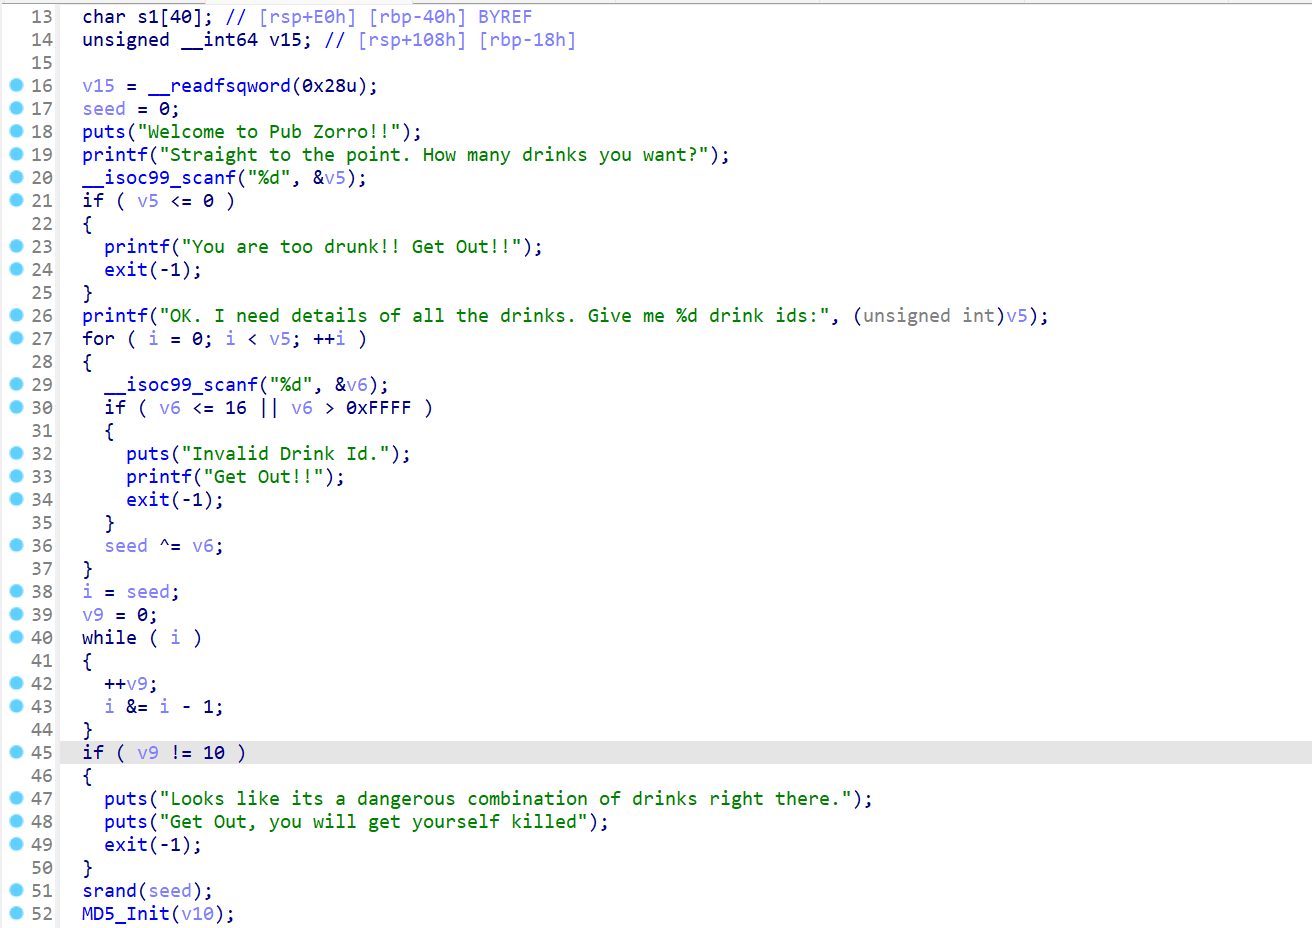 13 char s1[40]; // [rsp+E0h] [rbp-40h] BYREF
14 unsigned __int64 v15; // [rsp+108h] [rbp-18h]
15
16 v15 = __readfsqword(0x28u);
17 seed = 0;
18 puts("Welcome to Pub Zorro!!");
19 printf("Straight to the point. How many drinks you want?");
20 __isoc99_scanf("%d", &v5);
21 if ( v5 <= 0 )
22 {
23 printf("You are too drunk!! Get Out!!");
24 exit(-1);
25 }
26 printf("OK. I need details of all the drinks. Give me %d drink ids:", (unsigned int)v5);
27 for ( i = 0; i < v5; ++i )
28 {
29 __isoc99_scanf("%d", &v6);
30 if ( v6 <= 16 || v6 > 0xFFFF )
31 {
32 puts("Invalid Drink Id.");
33 printf("Get Out!!");
34 exit(-1);
35 }
36 seed ^= v6;
37 }
38 i = seed;
39 v9 = 0;
40 while ( i )
41 {
42 ++v9;
43 i &= i - 1;
44 }
45 if ( v9 != 10 )
46 {
47 puts("Looks like its a dangerous combination of drinks right there.");
48 puts("Get Out, you will get yourself killed");
49 exit(-1);
50 }
51 srand(seed);
52 MD5_Init(v10);